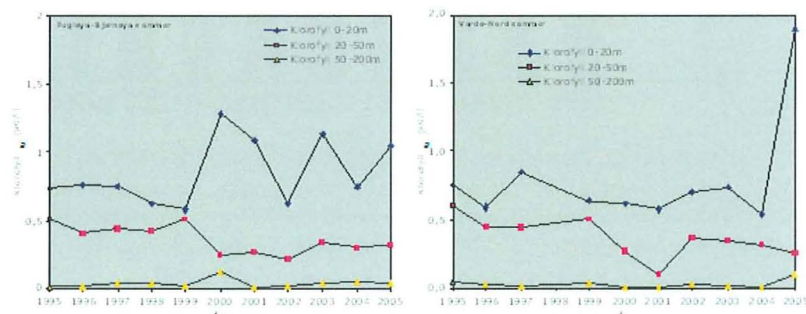 2
Fugløya-Bjørnøya sommer
Klorofyll 0-20m
Klorofyll 20-50m
Klorofyll 50-200m
1,5
1
0,5
0
1995 1996 1997 1998 1999 2000 2001 2002 2003 2004 2005
2,0
Vardø-Nord sommer
Klorofyll 0-20m
Klorofyll 20-50m
Klorofyll 50-200m
1,5
1,0
0,5
0,0
1995 1996 1997 1998 1999 2000 2001 2002 2003 2004 2005